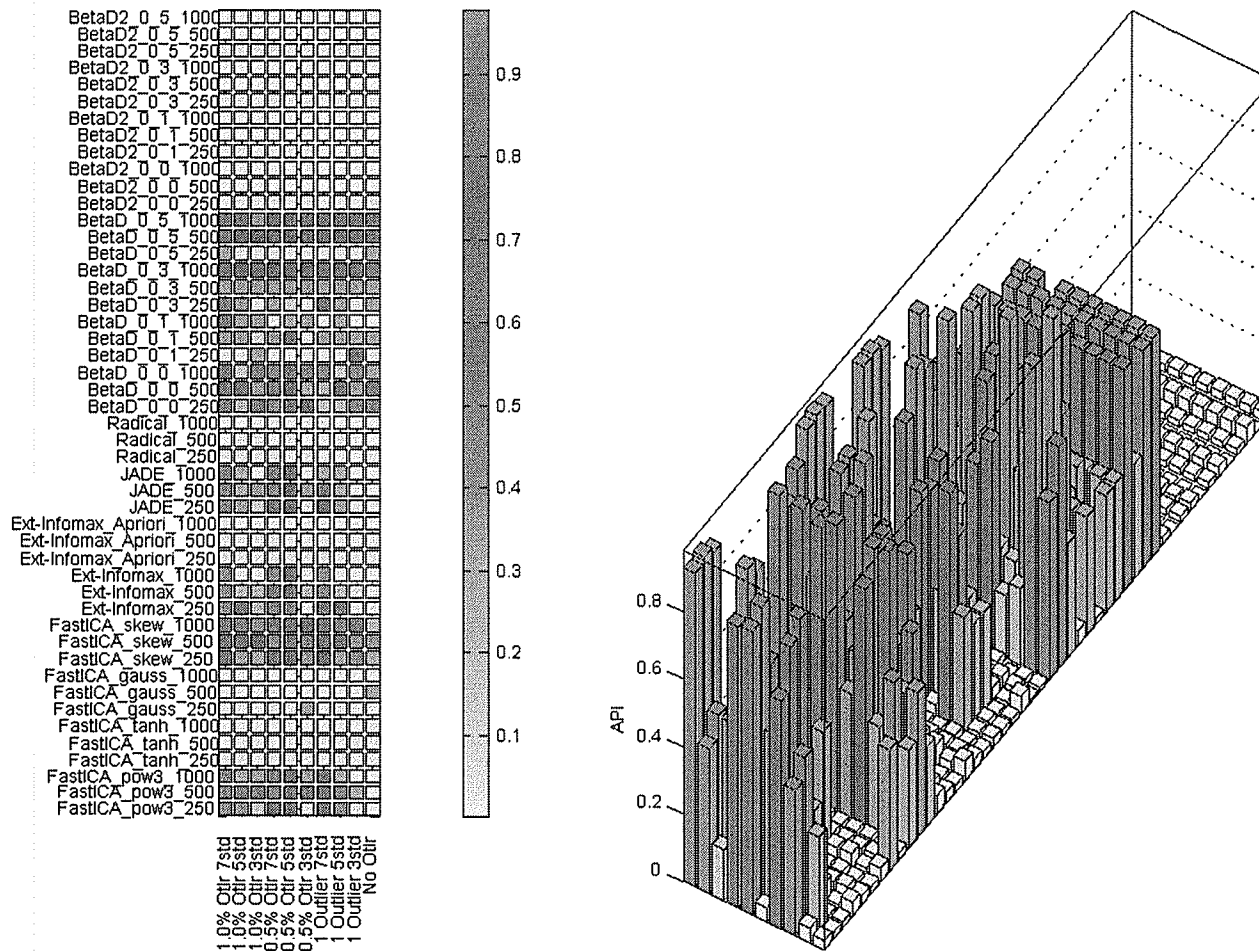 BetaD2_0_5_1000
BetaD2_0_5_500
BetaD2_0_5_250
BetaD2_0_3_1000
BetaD2_0_3_500
BetaD2_0_3_250
BetaD2_0_1_1000
BetaD2_0_1_500
BetaD2_0_1_250
BetaD2_0_0_1000
BetaD2_0_0_500
BetaD2_0_0_250
BetaD_0_5_1000
BetaD_0_5_500
BetaD_0_5_250
BetaD_0_3_1000
BetaD_0_3_500
BetaD_0_3_250
BetaD_0_1_1000
BetaD_0_1_500
BetaD_0_1_250
BetaD_0_0_1000
BetaD_0_0_500
BetaD_0_0_250
Radical_1000
Radical_500
Radical_250
JADE_1000
JADE_500
JADE_250
Ext-Infomax_Apriori_1000
Ext-Infomax_Apriori_500
Ext-Infomax_Apriori_250
Ext-Infomax_1000
Ext-Infomax_500
Ext-Infomax_250
FastICA_skew_1000
FastICA_skew_500
FastICA_skew_250
FastICA_gauss_1000
FastICA_gauss_500
FastICA_gauss_250
FastICA_tanh_1000
FastICA_tanh_500
FastICA_tanh_250
FastICA_pow3_1000
FastICA_pow3_500
FastICA_pow3_250
1.0% Otlr 7std
1.0% Otlr 5std
1.0% Otlr 3std
0.5% Otlr 7std
0.5% Otlr 5std
0.5% Otlr 3std
1 Outlier 7std
1 Outlier 5std
1 Outlier 3std
No Otlr
0.9
0.8
0.7
0.6
0.5
0.4
0.3
0.2
0.1
API
0.8
0.6
0.4
0.2
0